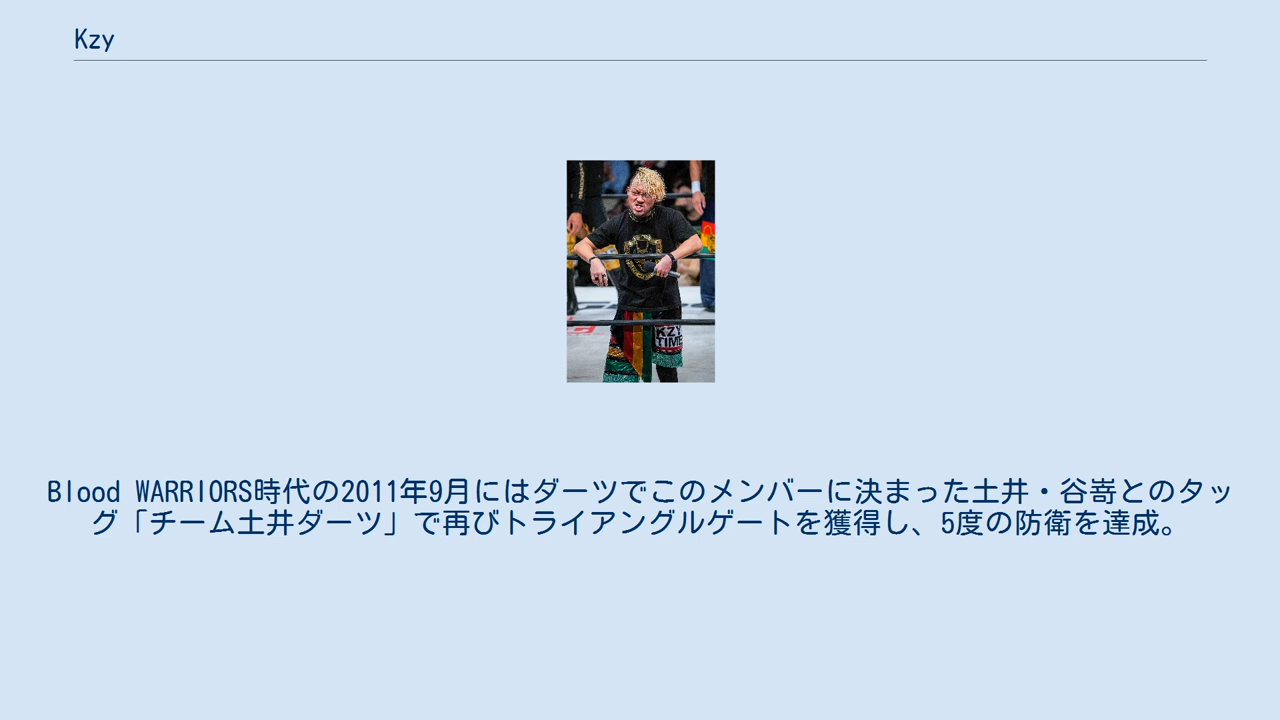 Kzy
KZY
TIME
Blood WARRIORS時代の2011年9月にはダーツでこのメンバーに決まった土井・谷嵜とのタッ
グ「チーム土井ダーツ」で再びトライアングルゲートを獲得し、5度の防衛を達成。